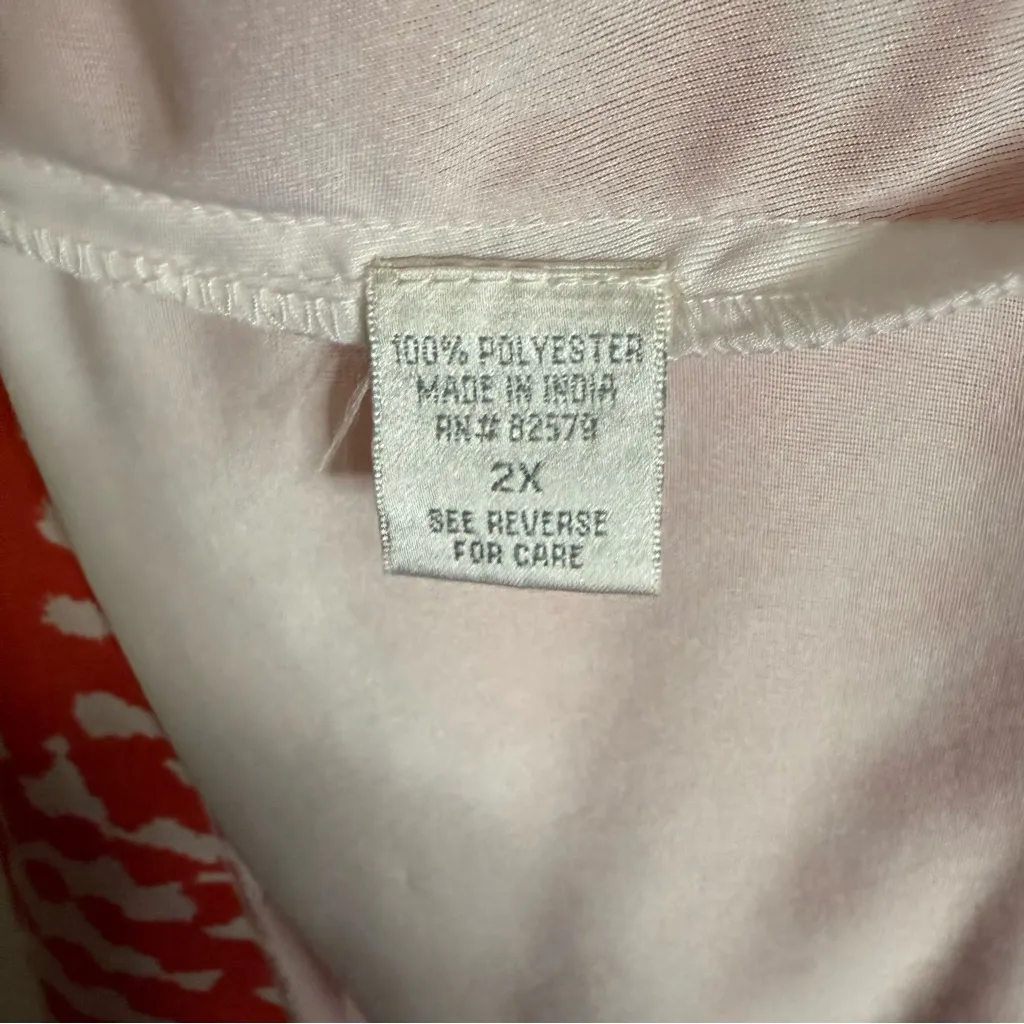 100% POLYESTER
MADE IN INDIA
RN# 82579
2X
SEE REVERSE
FOR CARE